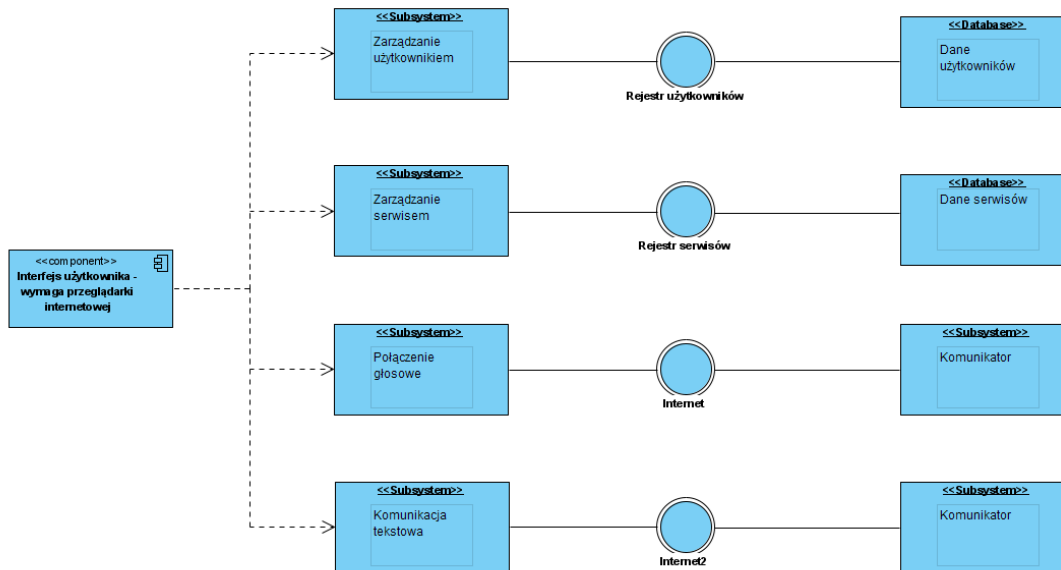 <<Subsystem>>
Zarządzanie
użytkownikiem
Rejestr użytkowników
<<Database>>
Dane
użytkowników
<<Subsystem>>
Zarządzanie
serwisem
Rejestr serwisów
<<Database>>
Dane serwisów
<<component>>
Interfejs użytkownika -
wymaga przeglądarki
internetowej
<<Subsystem>>
Połączenie
głosowe
Internet
<<Subsystem>>
Komunikator
<<Subsystem>>
Komunikacja
tekstowa
Internet2
<<Subsystem>>
Komunikator